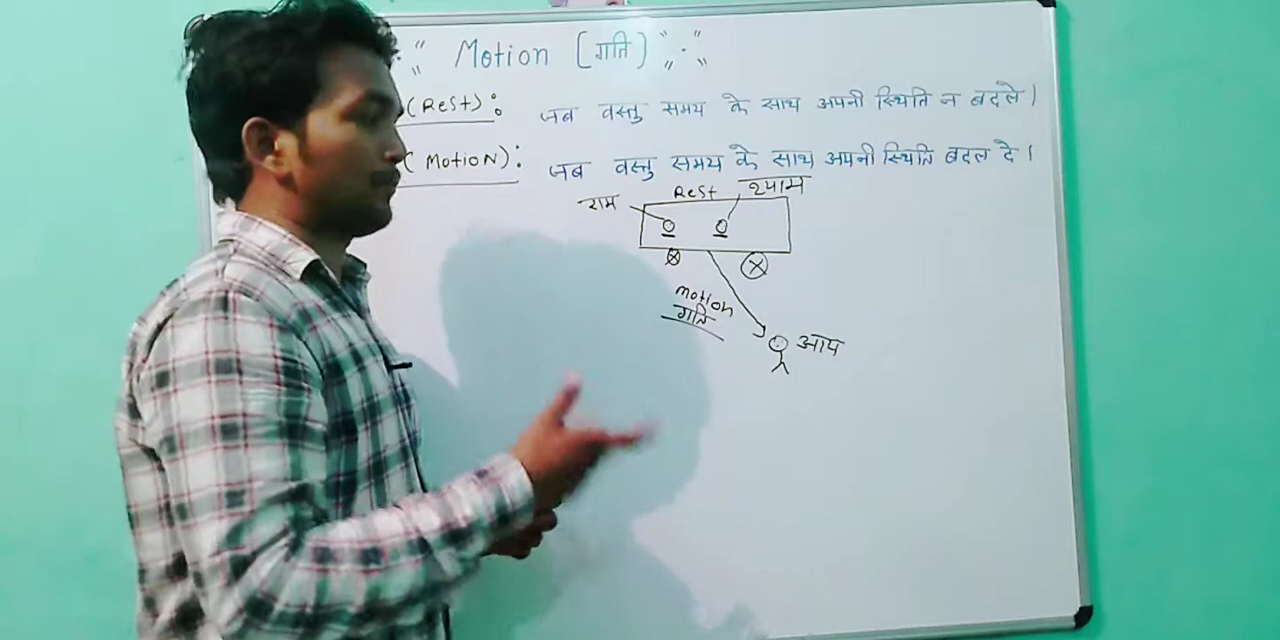 " Motion [गति] " . "
(ReSt) : जब वस्तु समय के साथ अपनी स्थिति न बदले।
(MotioN) : जब वस्तु समय के साथ अपनी स्थिति बदल दे।
राम ReSt श्याम
motion
गति
आप